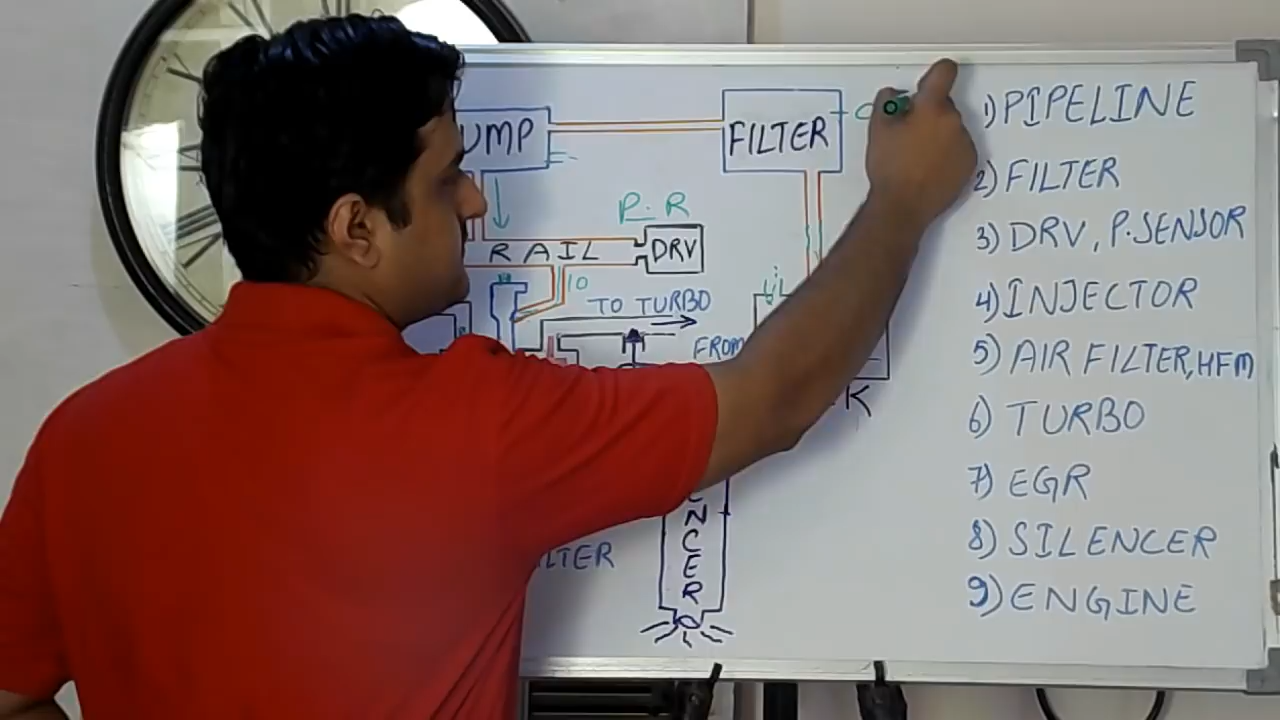 UMP
FILTER
P.R
RAIL
DRV
10
TO TURBO
FROM
K
LTER
NCER
1) PIPELINE
2) FILTER
3) DRV, P.SENSOR
4) INJECTOR
5) AIR FILTER, HFM
6) TURBO
7) EGR
8) SILENCER
9) ENGINE